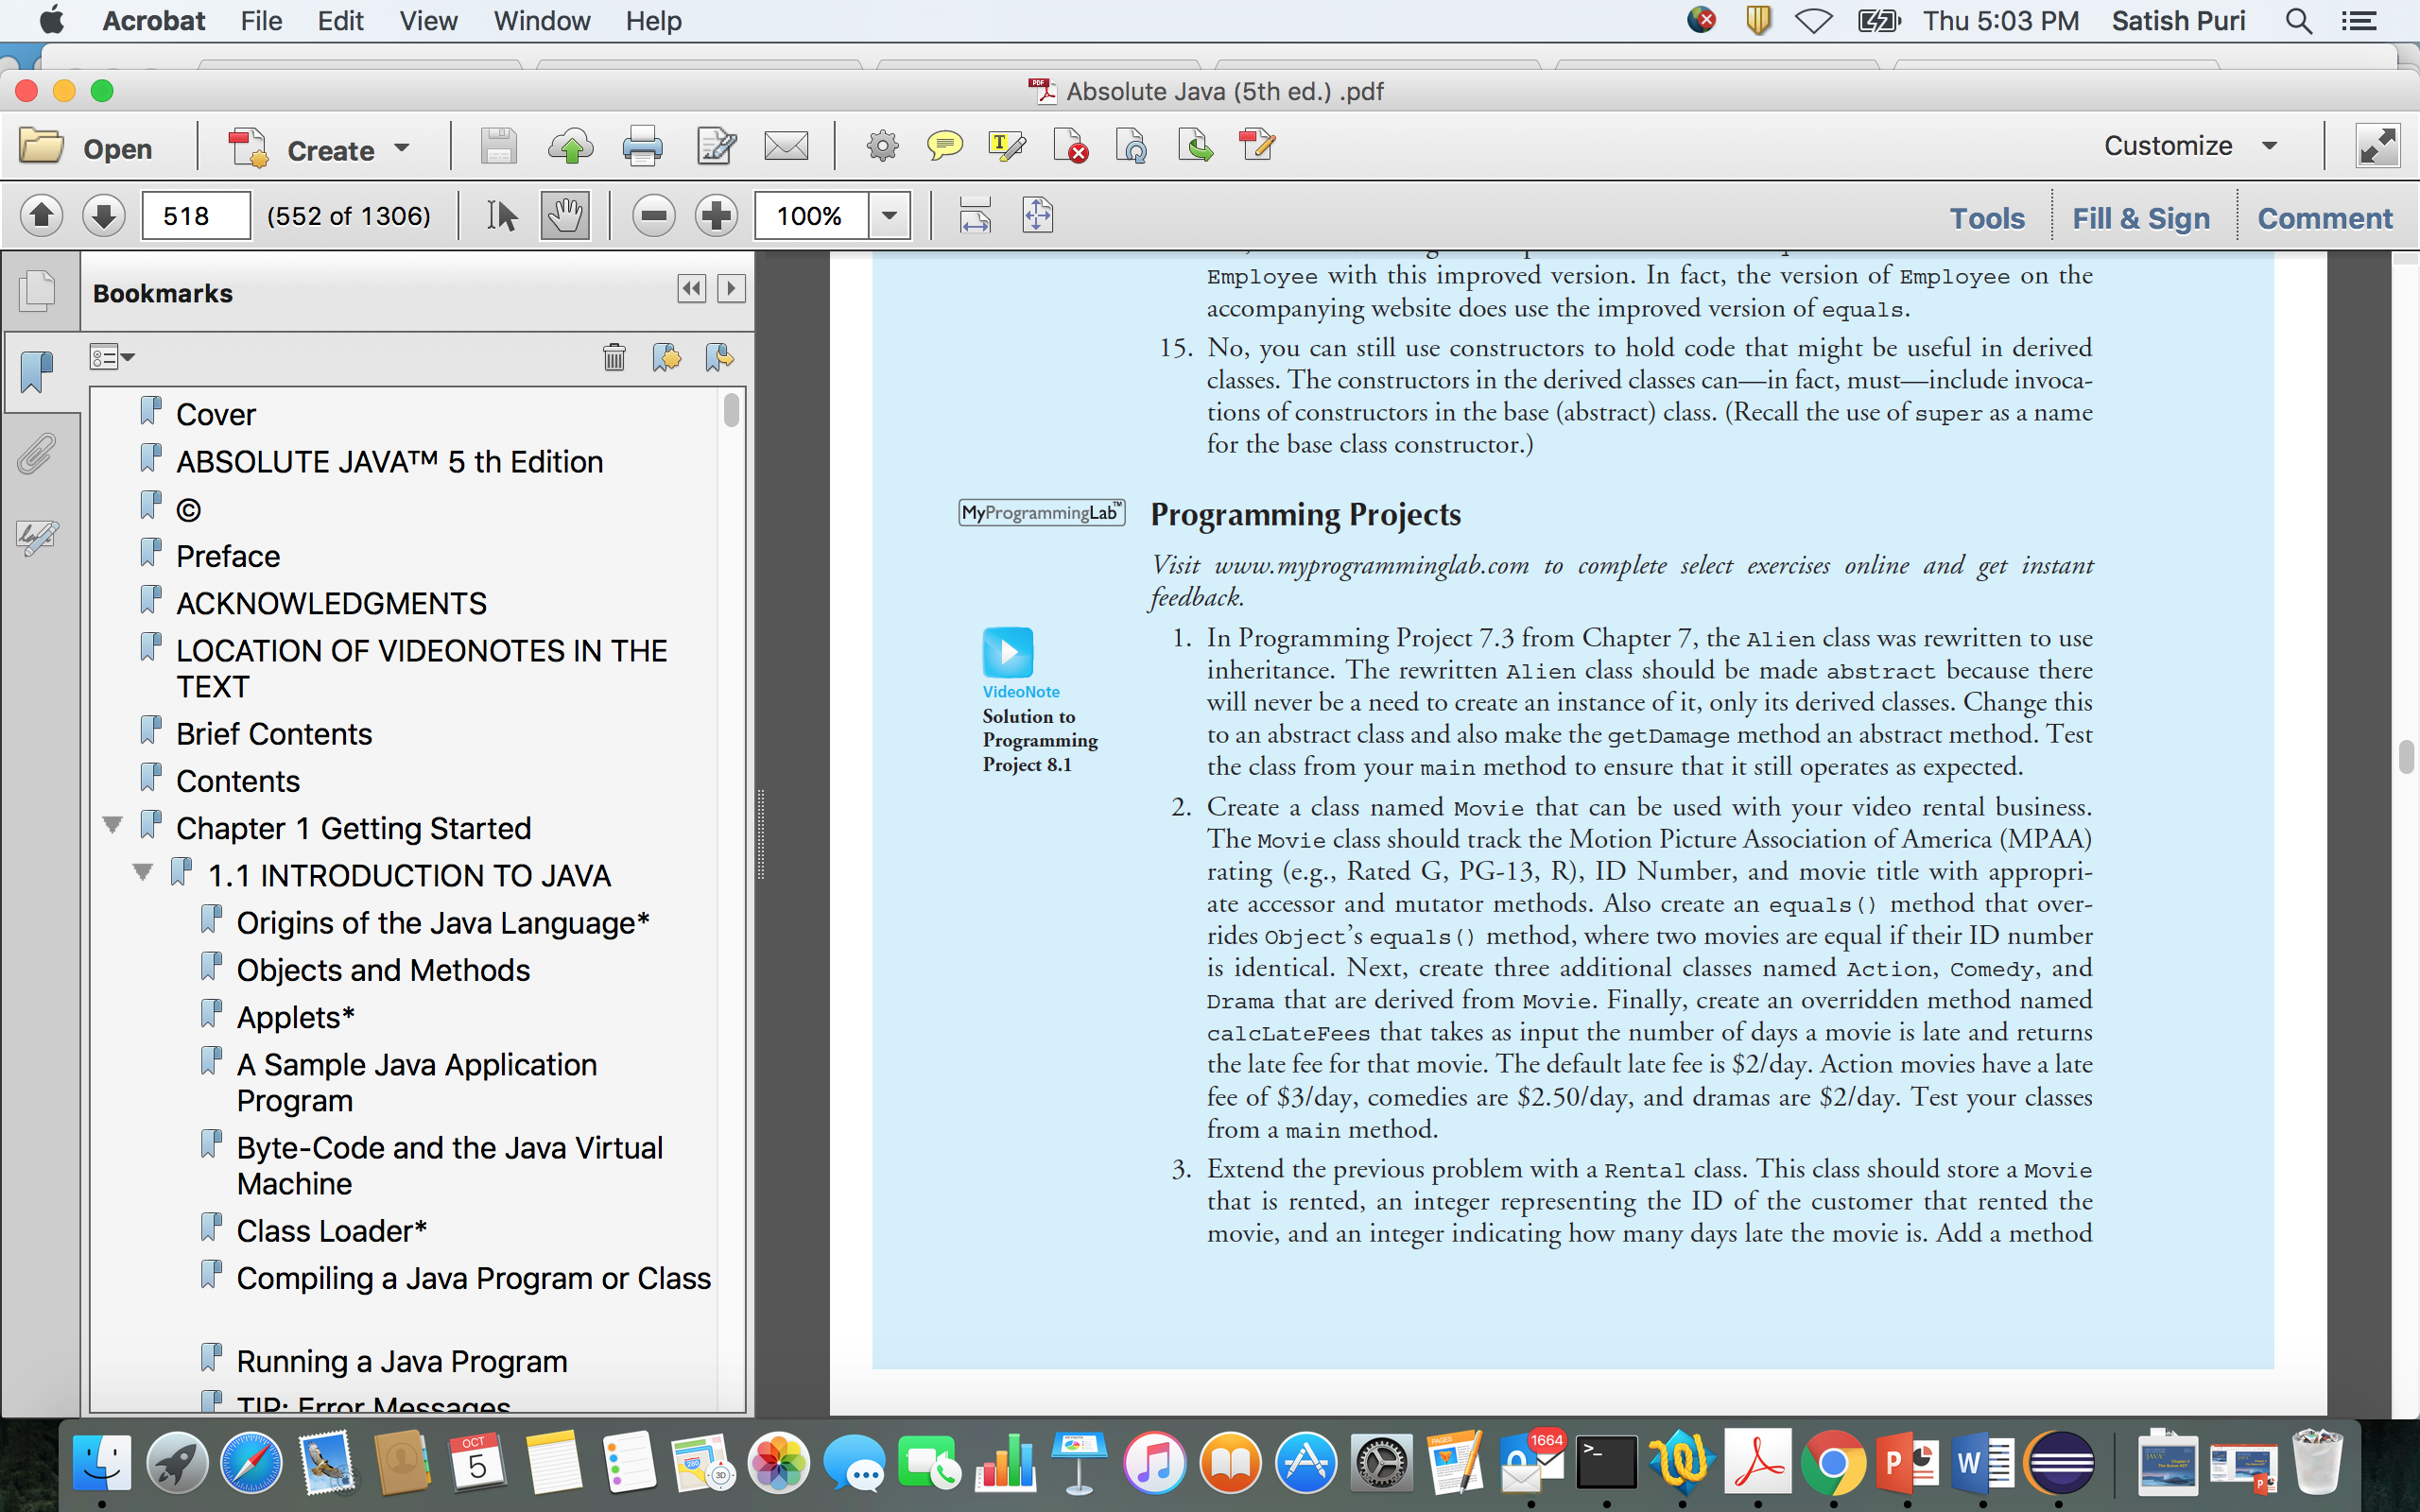 Acrobat File Edit View Window Help
Thu 5:03 PM Satish Puri
Absolute Java (5th ed.) .pdf
Open Create Customize
518 (552 of 1306) 100% Tools Fill & Sign Comment
Bookmarks
Cover
ABSOLUTE JAVA™ 5 th Edition
©
Preface
ACKNOWLEDGMENTS
LOCATION OF VIDEONOTES IN THE
TEXT
Brief Contents
Contents
Chapter 1 Getting Started
1.1 INTRODUCTION TO JAVA
Origins of the Java Language*
Objects and Methods
Applets*
A Sample Java Application
Program
Byte-Code and the Java Virtual
Machine
Class Loader*
Compiling a Java Program or Class
Running a Java Program
TIP: Error Messages
Employee with this improved version. In fact, the version of Employee on the
accompanying website does use the improved version of equals.
15. No, you can still use constructors to hold code that might be useful in derived
classes. The constructors in the derived classes can—in fact, must—include invoca-
tions of constructors in the base (abstract) class. (Recall the use of super as a name
for the base class constructor.)
MyProgrammingLab™ Programming Projects
Visit www.myprogramminglab.com to complete select exercises online and get instant
feedback.
VideoNote
Solution to
Programming
Project 8.1
1. In Programming Project 7.3 from Chapter 7, the Alien class was rewritten to use
inheritance. The rewritten Alien class should be made abstract because there
will never be a need to create an instance of it, only its derived classes. Change this
to an abstract class and also make the getDamage method an abstract method. Test
the class from your main method to ensure that it still operates as expected.
2. Create a class named Movie that can be used with your video rental business.
The Movie class should track the Motion Picture Association of America (MPAA)
rating (e.g., Rated G, PG-13, R), ID Number, and movie title with appropri-
ate accessor and mutator methods. Also create an equals() method that over-
rides Object’s equals() method, where two movies are equal if their ID number
is identical. Next, create three additional classes named Action, Comedy, and
Drama that are derived from Movie. Finally, create an overridden method named
calcLateFees that takes as input the number of days a movie is late and returns
the late fee for that movie. The default late fee is $2/day. Action movies have a late
fee of $3/day, comedies are $2.50/day, and dramas are $2/day. Test your classes
from a main method.
3. Extend the previous problem with a Rental class. This class should store a Movie
that is rented, an integer representing the ID of the customer that rented the
movie, and an integer indicating how many days late the movie is. Add a method
OCT
5
280
3D
PAGES
1664